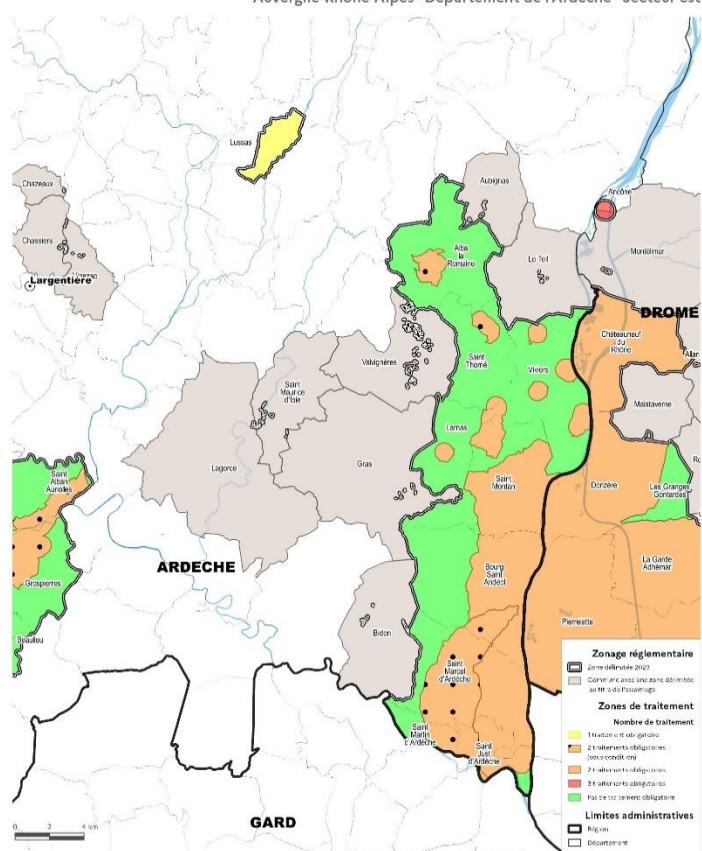 Auvergne-Rhône-Alpes - Département de l'Ardèche - Secteur est
Lussas
Aubignas
Chazeaux
Ancône
Chassiers
Alba
la
Romaine
Le Teil
Montélimar
Largentière
DROME
Châteauneuf
du
Rhône
Allan
Valvignères
Saint
Thomé
Viviers
Saint
Maurice
d'Ibie
Malataverne
Larnas
Lagorce
Gras
Saint
Montan
Donzère
Les Granges
Gontardes
Saint
Alban
Auriolles
ARDECHE
Bourg
Saint
Andéol
La Garde
Adhémar
Grospierres
Pierrelatte
Beaulieu
Bidon
Saint
Marcel
d'Ardèche
Saint
Martin
d'Ardèche
Saint
Just
d'Ardèche
GARD
Zonage réglementaire
Zone délimitée 2023
Commune avec une zone délimitée
au titre de l'assainage
Zones de traitement
Nombre de traitement
1 traitement obligatoire
2 traitements obligatoires
(sous condition)
2 traitements obligatoires
3 traitements obligatoires
Pas de traitement obligatoire
Limites administratives
Région
Département
0 2 4 km